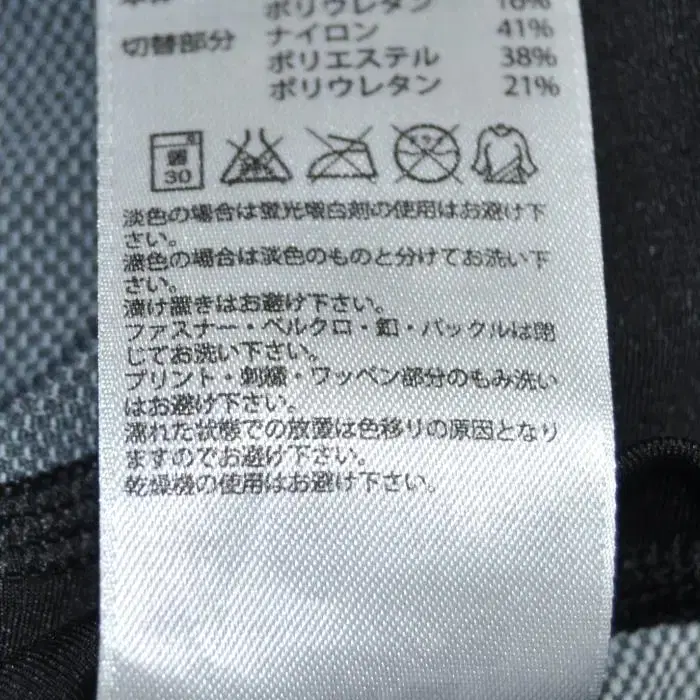 ポリウレタン 16%
切替部分 ナイロン 41%
ポリエステル 38%
ポリウレタン 21%
弱
30
淡色の場合は蛍光増白剤の使用はお避け下
さい。
濃色の場合は淡色のものと分けてお洗い下
さい。
漬け置きはお避け下さい。
ファスナー・ベルクロ・釦・バックルは閉
じてお洗い下さい。
プリント・刺繍・ワッペン部分のもみ洗い
はお避け下さい。
濡れた状態での放置は色移りの原因となり
ますのでお避け下さい。
乾燥機の使用はお避け下さい。